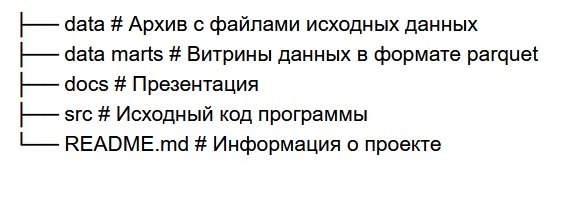 ├── data # Архив с файлами исходных данных
├── data marts # Витрины данных в формате parquet
├── docs # Презентация
├── src # Исходный код программы
└── README.md # Информация о проекте